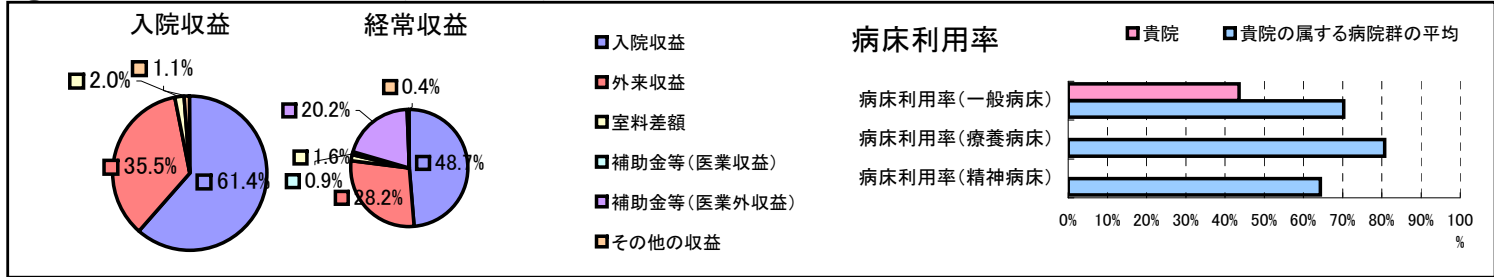 入院収益
2.0%
1.1%
35.5%
61.4%
経常収益
0.4%
20.2%
1.6%
0.9%
48.7%
28.2%
入院収益
外来収益
室料差額
補助金等(医業収益)
補助金等(医業外収益)
その他の収益
病床利用率
貴院
貴院の属する病院群の平均
病床利用率(一般病床)
病床利用率(療養病床)
病床利用率(精神病床)
0% 10% 20% 30% 40% 50% 60% 70% 80% 90% 100
%